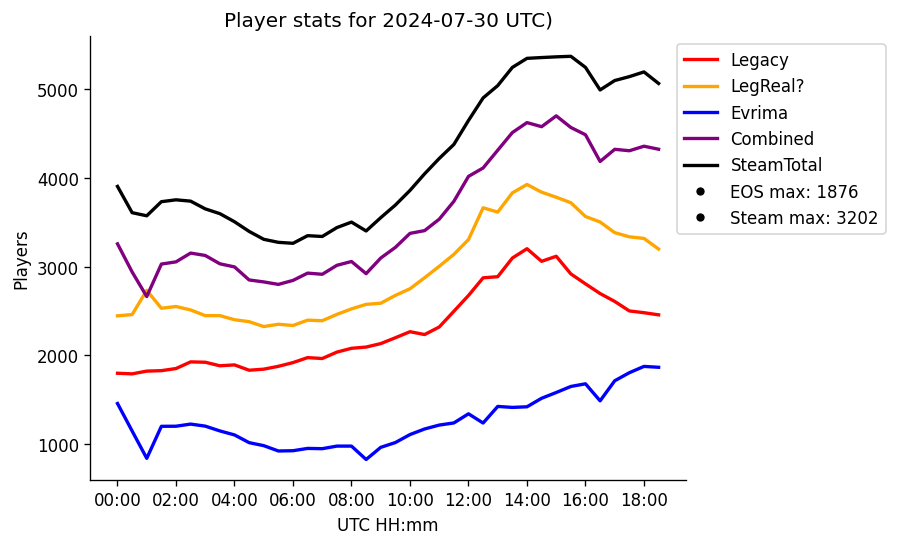 Player stats for 2024-07-30 UTC)
Legacy
LegReal?
Evrima
Combined
SteamTotal
EOS max: 1876
Steam max: 3202
Players
5000
4000
3000
2000
1000
00:00 02:00 04:00 06:00 08:00 10:00 12:00 14:00 16:00 18:00
UTC HH:mm